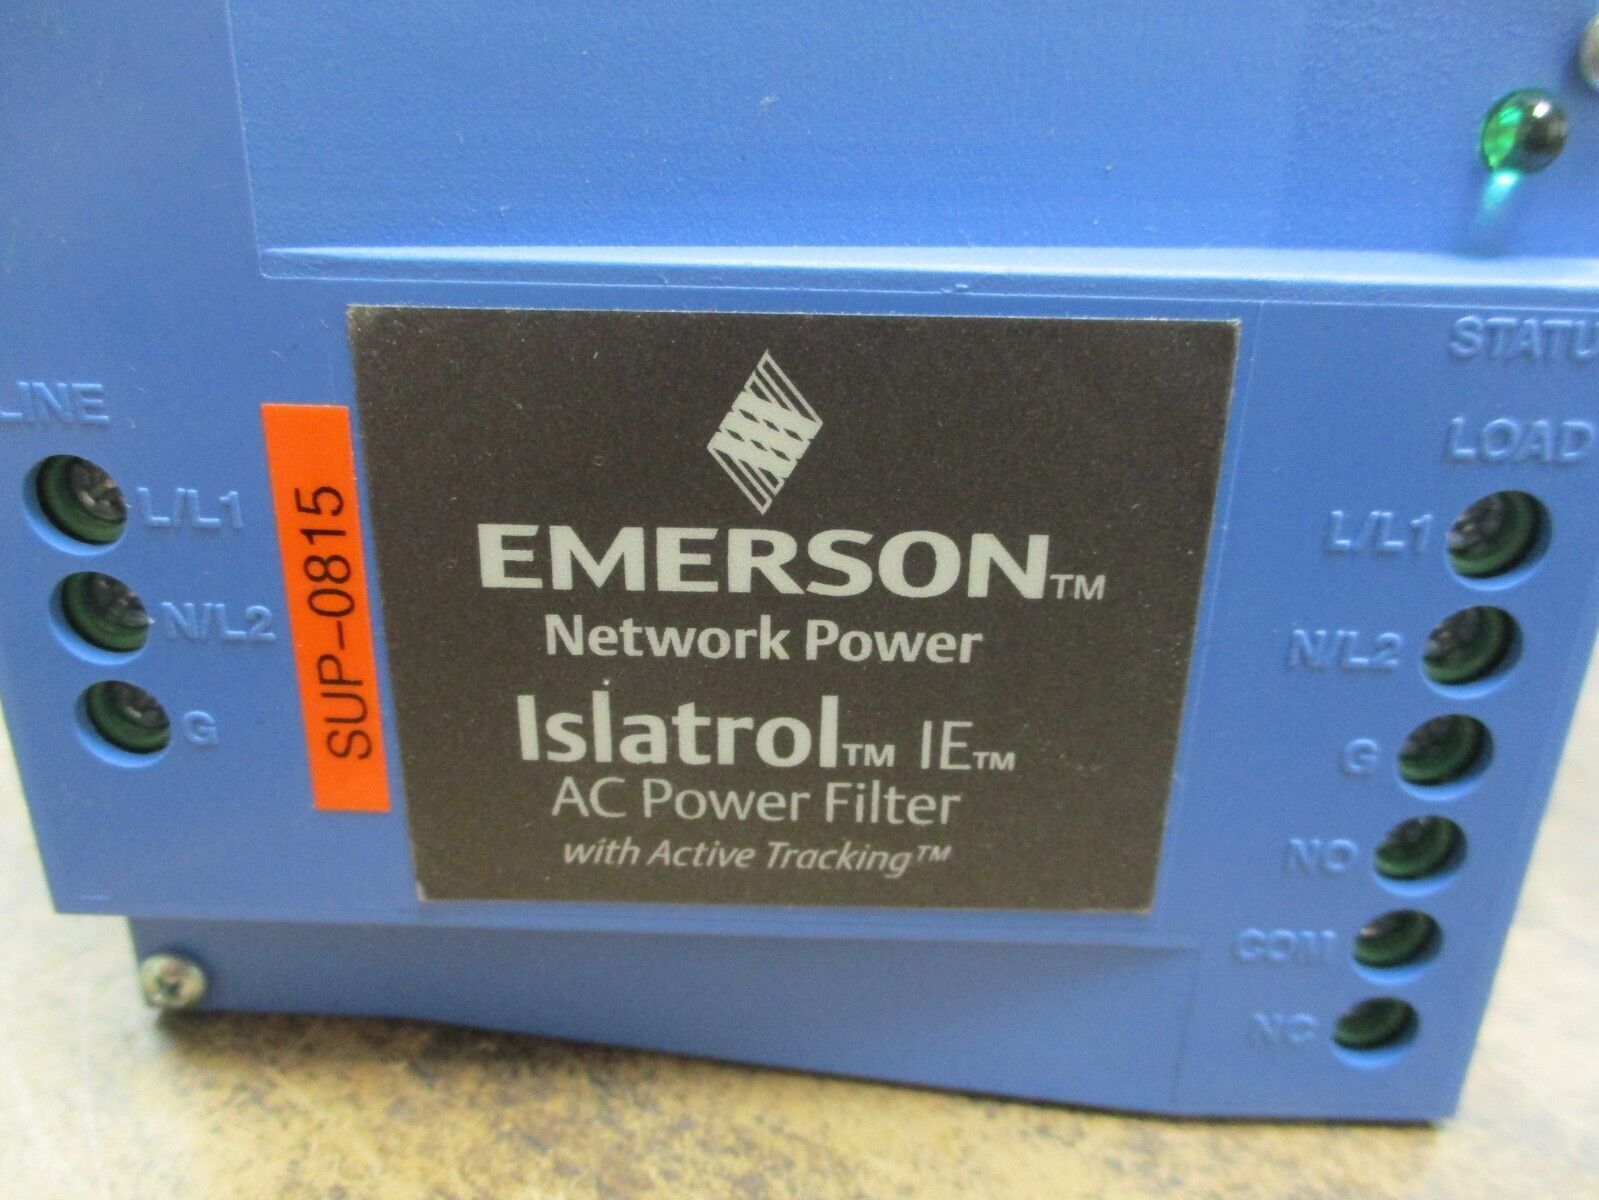 LINE
L/L1
N/L2
G
SUP-0815
EMERSON™
Network Power
Islatrol™ IE™
AC Power Filter
with Active Tracking™
STATU
LOAD
L/L1
N/L2
G
NO
COM
NC